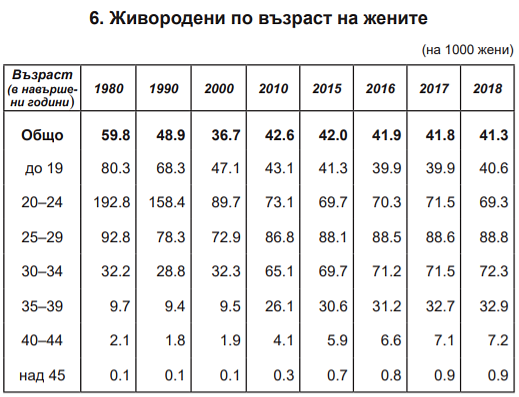 6. Живородени по възраст на жените
(на 1000 жени)
Възраст
(в навърше-
ни години) 1980 1990 2000 2010 2015 2016 2017 2018
Общо 59.8 48.9 36.7 42.6 42.0 41.9 41.8 41.3
до 19 80.3 68.3 47.1 43.1 41.3 39.9 39.9 40.6
20–24 192.8 158.4 89.7 73.1 69.7 70.3 71.5 69.3
25–29 92.8 78.3 72.9 86.8 88.1 88.5 88.6 88.8
30–34 32.2 28.8 32.3 65.1 69.7 71.2 71.5 72.3
35–39 9.7 9.4 9.5 26.1 30.6 31.2 32.7 32.9
40–44 2.1 1.8 1.9 4.1 5.9 6.6 7.1 7.2
над 45 0.1 0.1 0.1 0.3 0.7 0.8 0.9 0.9